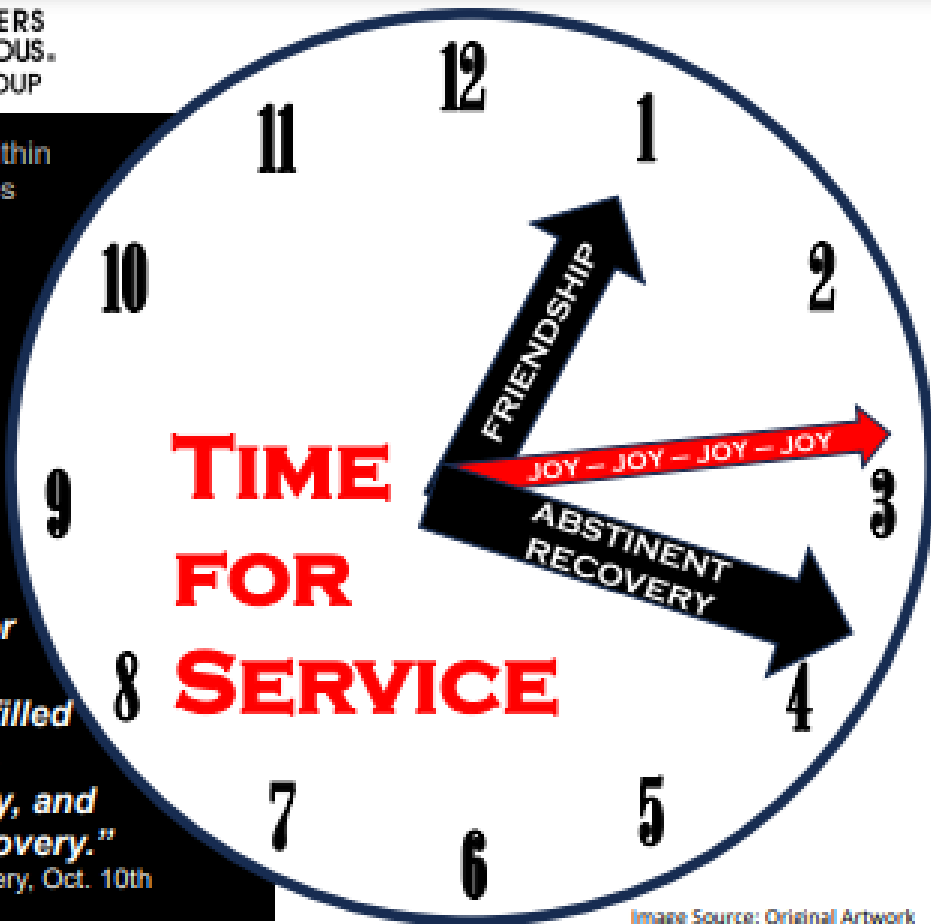 ERS
OUS.
OUP
thin
s
12
11
1
10
2
FRIENDSHIP
JOY – JOY – JOY – JOY
TIME
FOR
SERVICE
9
3
ABSTINENT
RECOVERY
r
8
4
filled
7
5
y, and
overy.”
6
ery, Oct. 10th
Image Source: Original Artwork